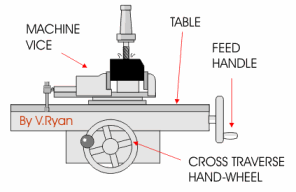 MACHINE
VICE
TABLE
FEED
HANDLE
By V.Ryan
CROSS TRAVERSE
HAND-WHEEL